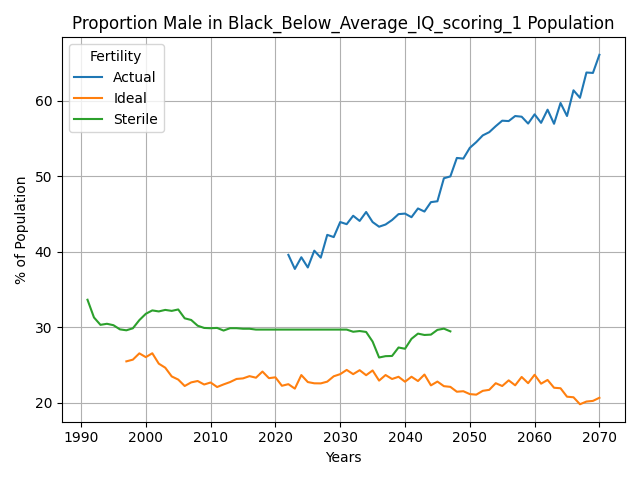 Proportion Male in Black_Below_Average_IQ_scoring_1 Population
Fertility
Actual
Ideal
Sterile
% of Population
60
50
40
30
20
1990 2000 2010 2020 2030 2040 2050 2060 2070
Years